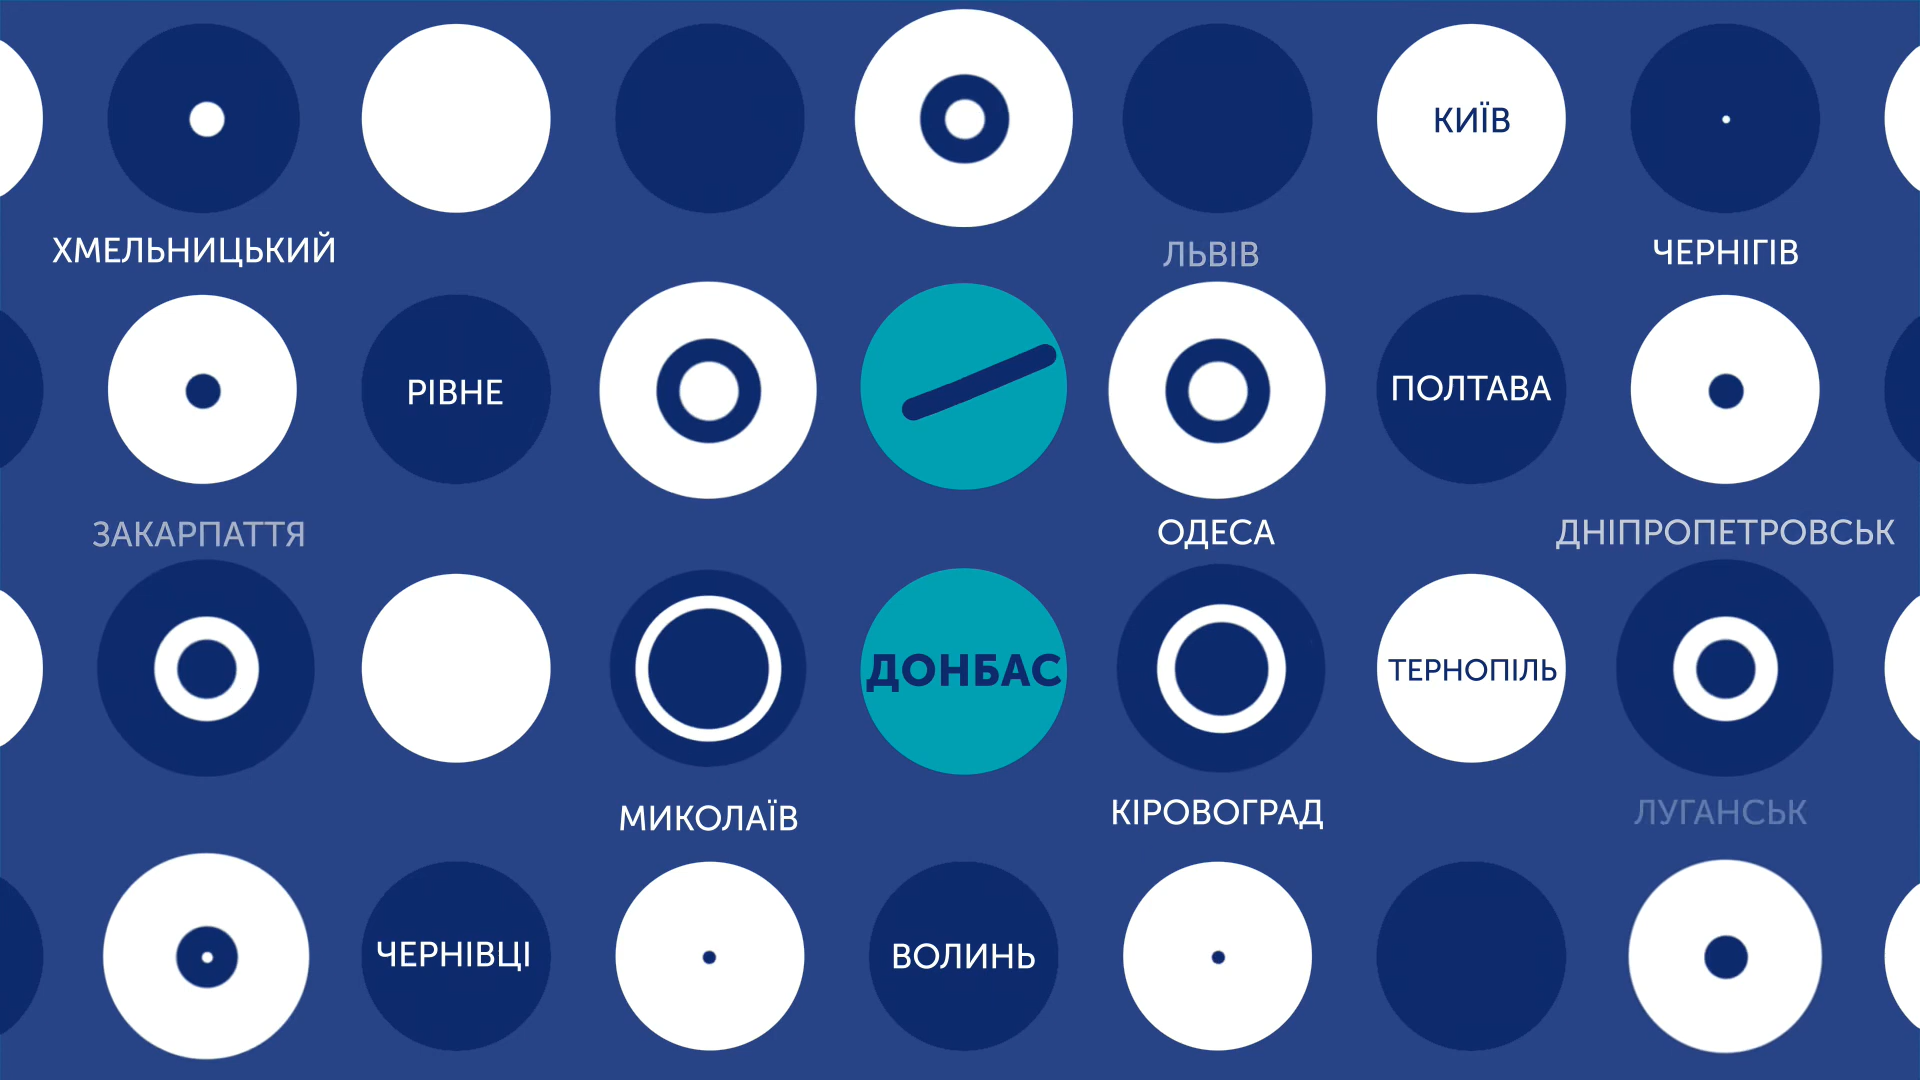 КИЇВ
ХМЕЛЬНИЦЬКИЙ
ЛЬВІВ
ЧЕРНІГІВ
РІВНЕ
ПОЛТАВА
ЗАКАРПАТТЯ
ОДЕСА
ДНІПРОПЕТРОВСЬК
ДОНБАС
ТЕРНОПІЛЬ
МИКОЛАЇВ
КІРОВОГРАД
ЛУГАНСЬК
ЧЕРНІВЦІ
ВОЛИНЬ